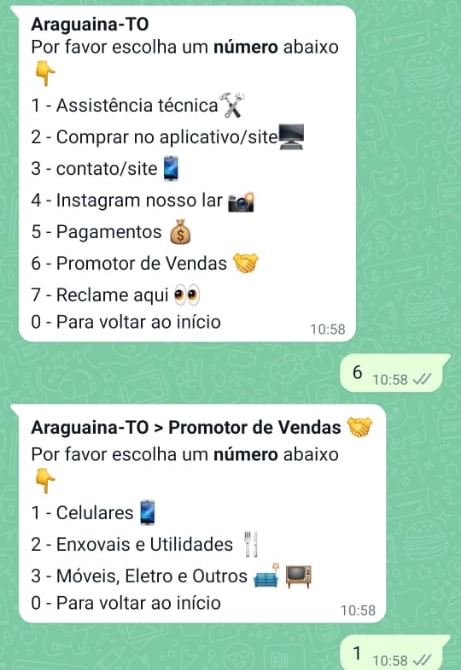 Araguaina-TO
Por favor escolha um número abaixo
👇
1 - Assistência técnica🛠️
2 - Comprar no aplicativo/site🖥️
3 - contato/site 📱
4 - Instagram nosso lar 📸
5 - Pagamentos 💰
6 - Promotor de Vendas 🤝
7 - Reclame aqui 👀
0 - Para voltar ao início
10:58
6 10:58
Araguaina-TO > Promotor de Vendas 🤝
Por favor escolha um número abaixo
👇
1 - Celulares 📱
2 - Enxovais e Utilidades 🍴
3 - Móveis, Eletro e Outros 🛋️ 📺
0 - Para voltar ao início
10:58
1 10:58